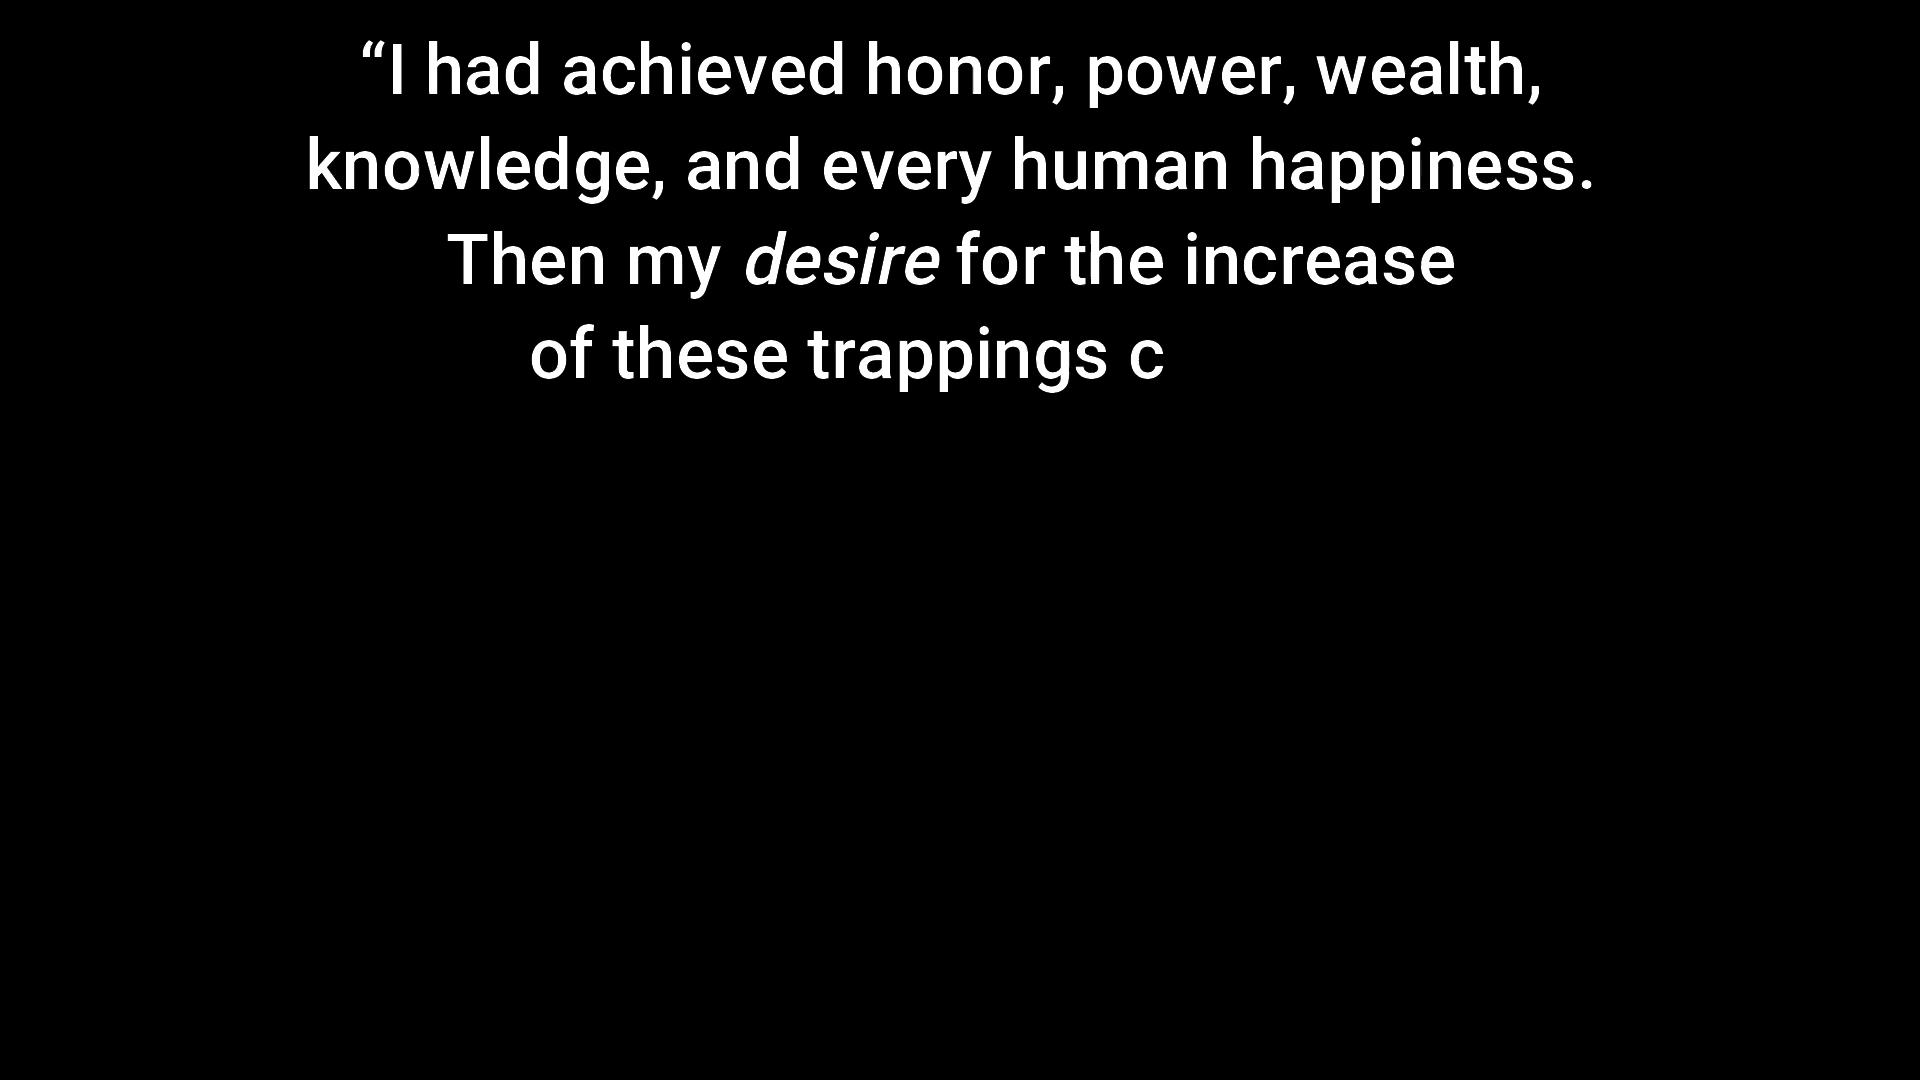 “I had achieved honor, power, wealth,
knowledge, and every human happiness.
Then my desire for the increase
of these trappings c